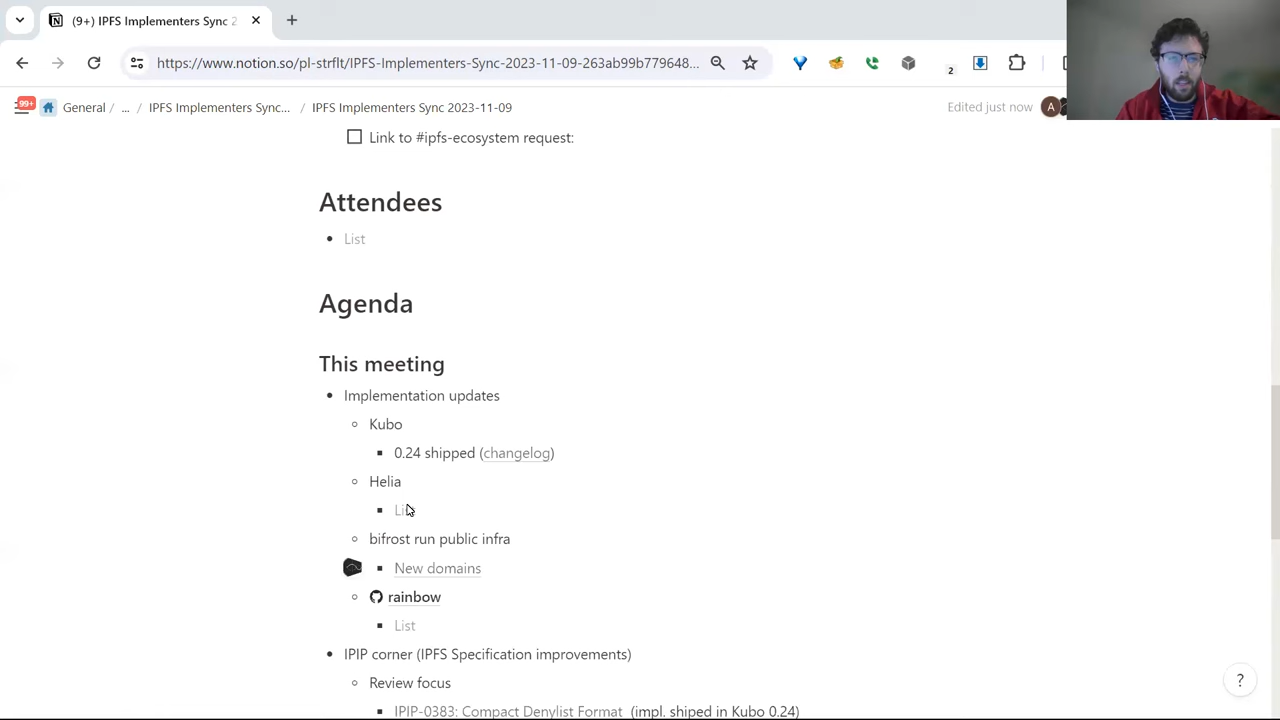 (9+) IPFS Implementers Sync 2
https://www.notion.so/pl-strflt/IPFS-Implementers-Sync-2023-11-09-263ab99b779648...
2
99+
General / ... / IPFS Implementers Sync... / IPFS Implementers Sync 2023-11-09
Edited just now
A
Link to #ipfs-ecosystem request:
Attendees
List
Agenda
This meeting
Implementation updates
Kubo
0.24 shipped (changelog)
Helia
bifrost run public infra
New domains
rainbow
List
IPIP corner (IPFS Specification improvements)
Review focus
IPIP-0383: Compact Denylist Format (impl. shiped in Kubo 0.24)
?